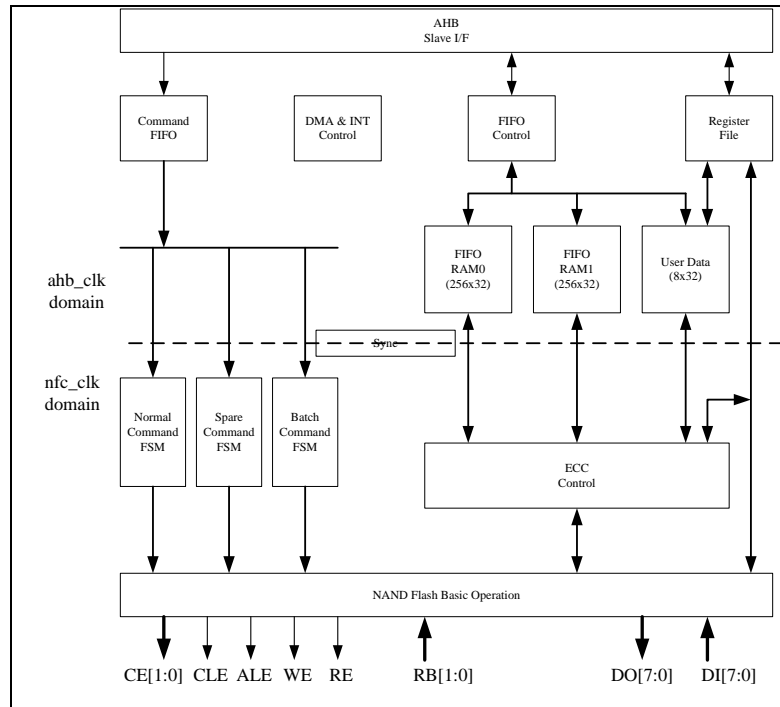 AHB
Slave I/F
Command
FIFO
DMA & INT
Control
FIFO
Control
Register
File
FIFO
RAM0
(256x32)
FIFO
RAM1
(256x32)
User Data
(8x32)
ahb_clk
domain
Sync
nfc_clk
domain
Normal
Command
FSM
Spare
Command
FSM
Batch
Command
FSM
ECC
Control
NAND Flash Basic Operation
CE[1:0] CLE ALE WE RE RB[1:0] DO[7:0] DI[7:0]